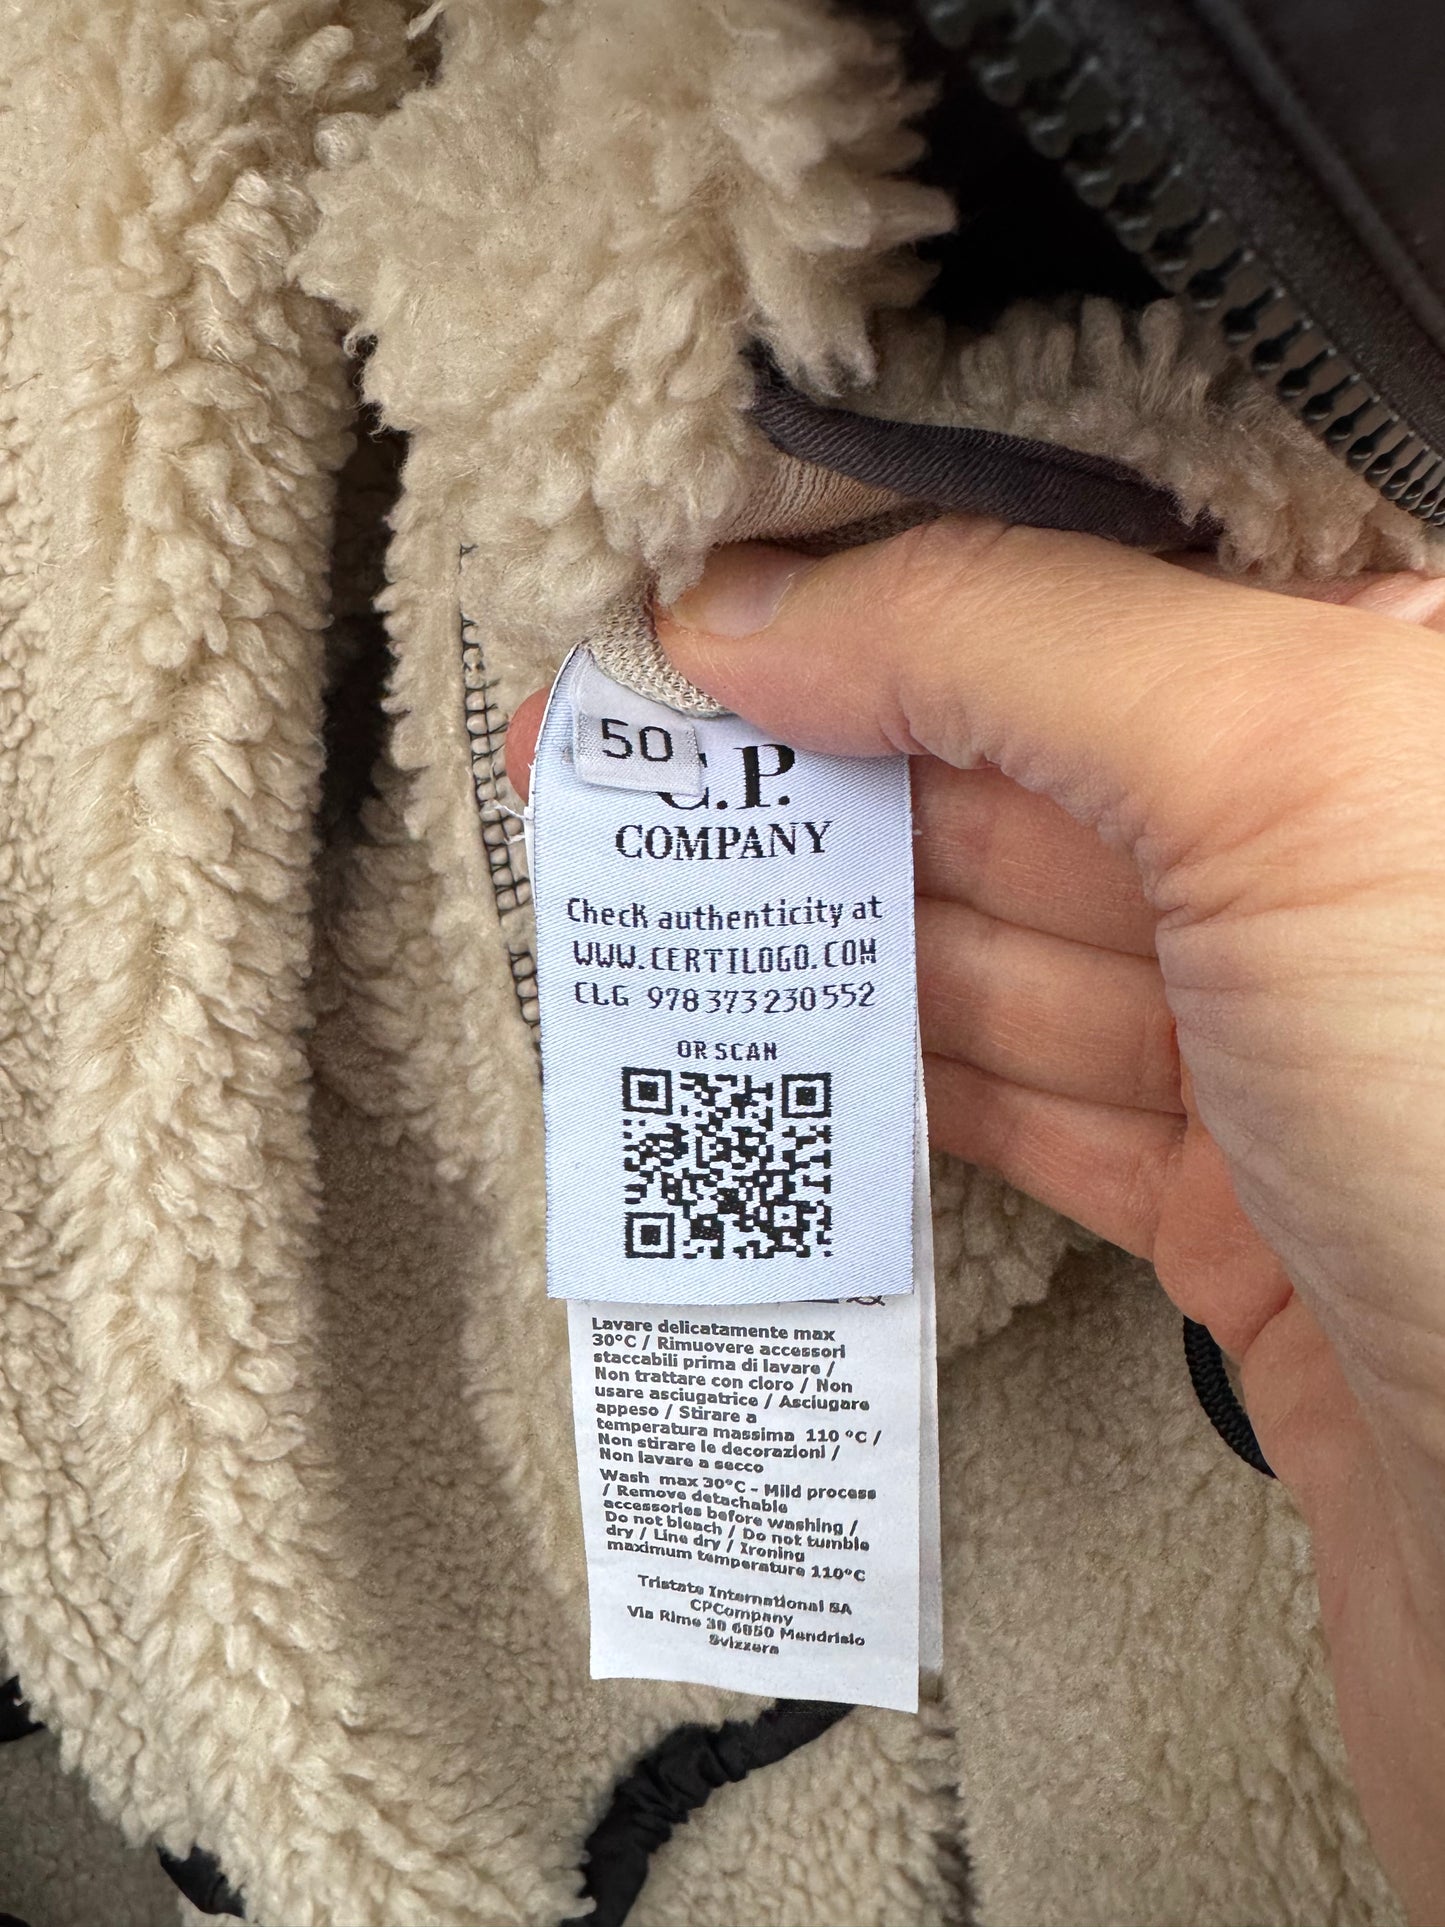 50
C.P.
COMPANY
Check authenticity at
WWW.CERTILOGO.COM
CLG 978 373 230 552
OR SCAN
Lavare delicatamente max
30°C / Rimuovere accessori
staccabili prima di lavare /
Non trattare con cloro / Non
usare asciugatrice / Asciugare
appeso / Stirare a
temperatura massima 110 °C /
Non stirare le decorazioni /
Non lavare a secco
Wash max 30°C - Mild process
/ Remove detachable
accessories before washing /
Do not bleach / Do not tumble
dry / Line dry / Ironing
maximum temperature 110°C
Tristate International SA
CPCompany
Via Rime 30 6850 Mendrisio
Svizzera